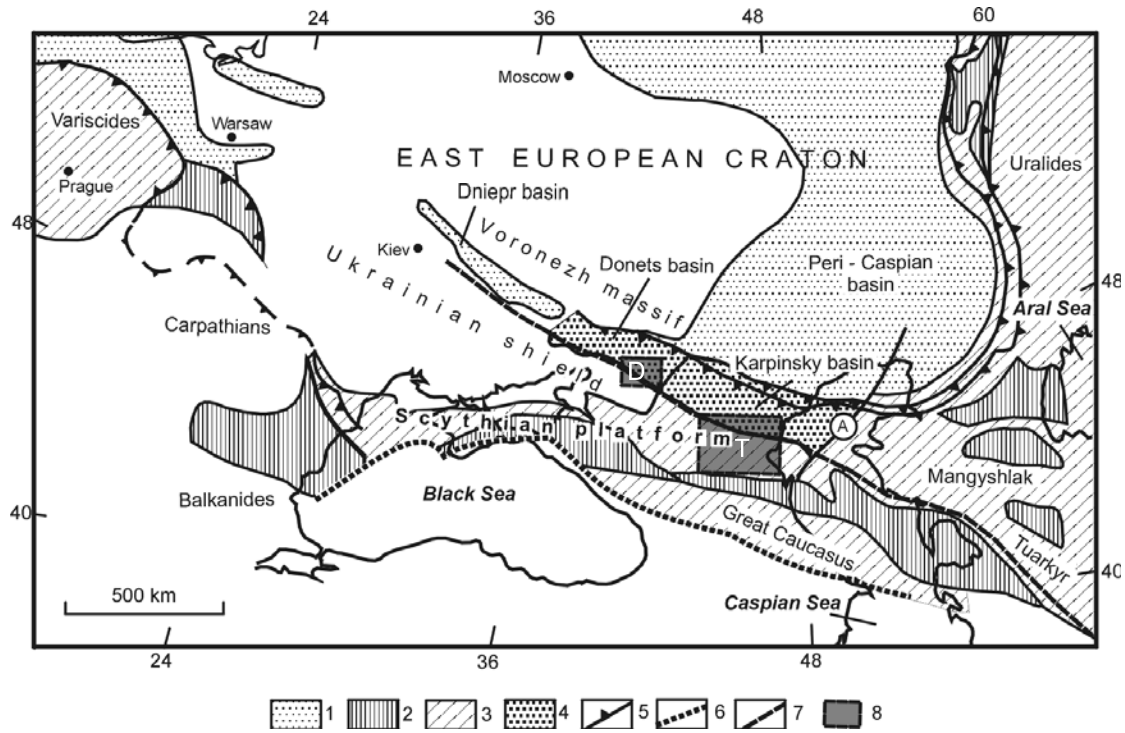 24 36 60
Moscow
Variscides
Warsaw
EAST EUROPEAN CRATON
Uralides
Prague
Dniepr basin
48
Kiev
Voronezh massif
Donets basin
Peri - Caspian
basin
48
Ukrainian shield
Aral Sea
Carpathians
Karpinsky basin
D
A
Scythian platform
T
Mangyshlak
Balkanides
Black Sea
40
Great Caucasus
Tuarkyr
40
500 km
Caspian Sea
24 36 48
1 2 3 4 5 6 7 8